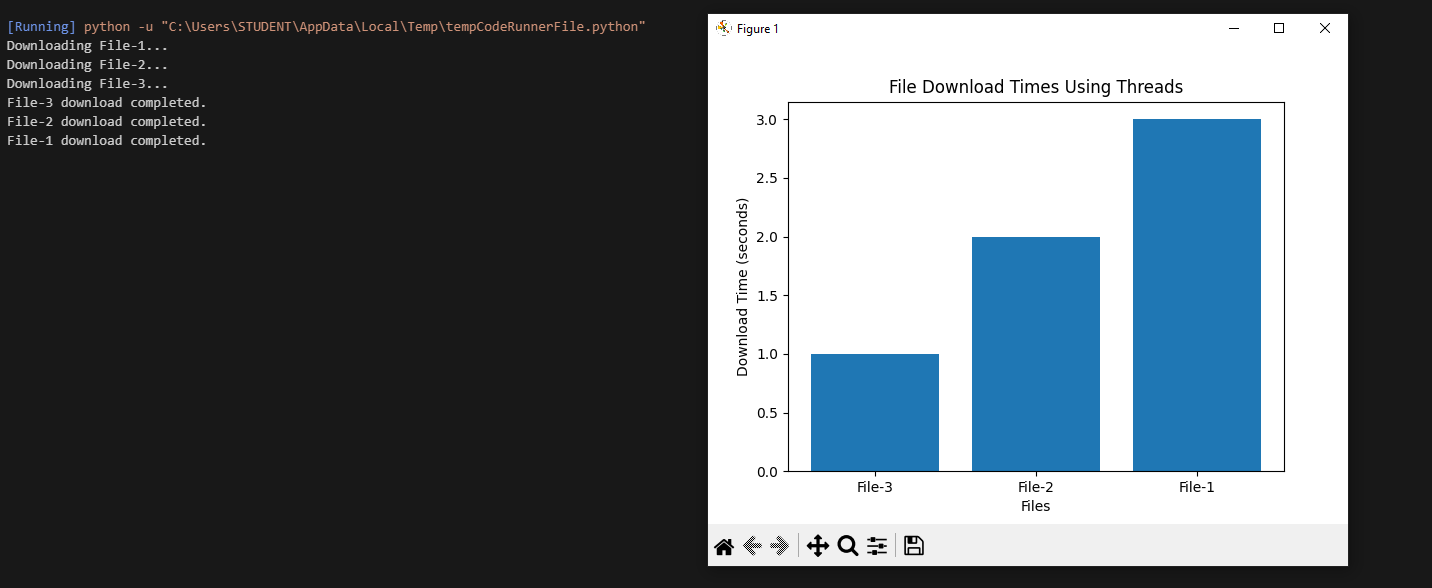 [Running] python -u "C:\Users\STUDENT\AppData\Local\Temp\tempCodeRunnerFile.python"
Downloading File-1...
Downloading File-2...
Downloading File-3...
File-3 download completed.
File-2 download completed.
File-1 download completed.
Figure 1
File Download Times Using Threads
3.0
2.5
2.0
1.5
1.0
0.5
0.0
Download Time (seconds)
File-3 File-2 File-1
Files